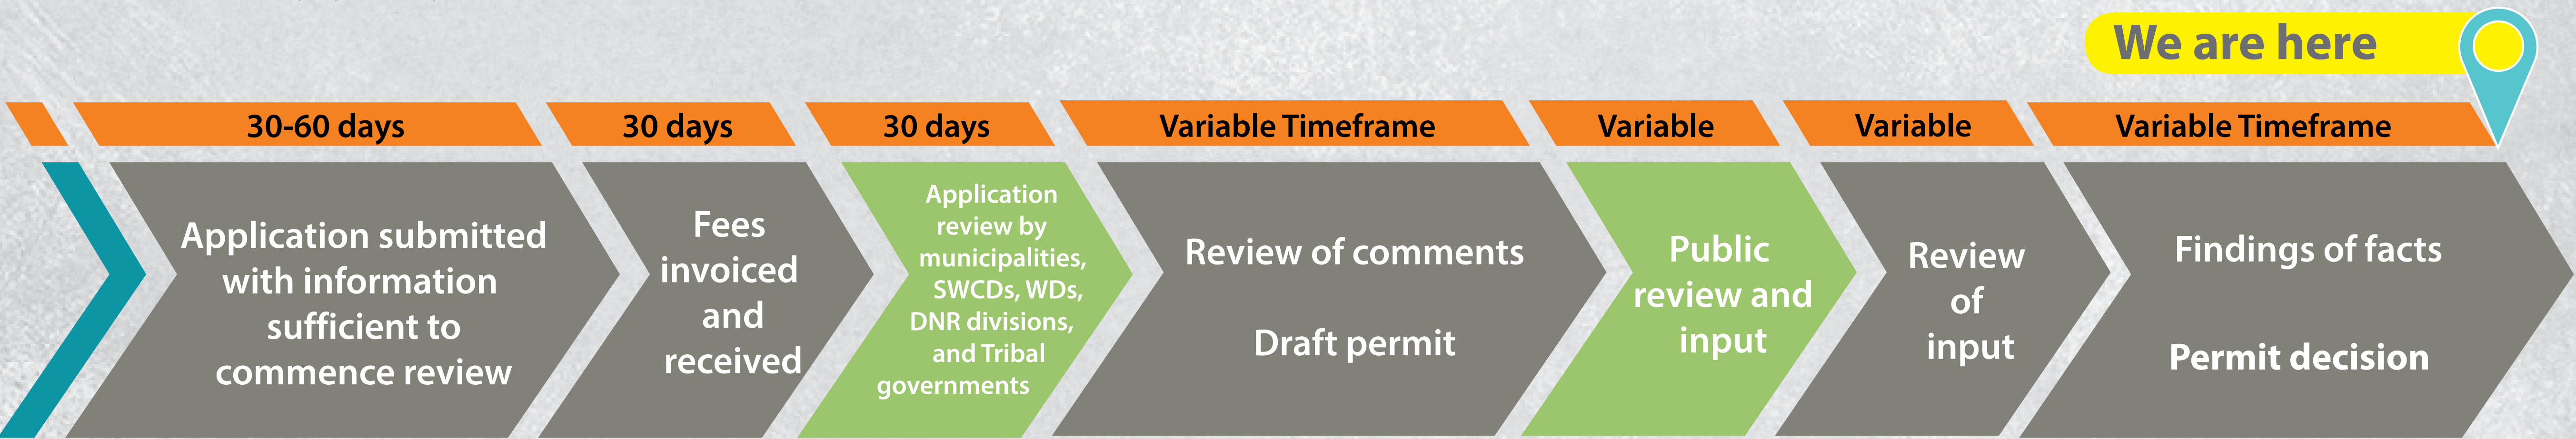 We are here
30-60 days
30 days
30 days
Variable Timeframe
Variable
Variable
Variable Timeframe
Application submitted
with information
sufficient to
commence review
Fees
invoiced
and
received
Application
review by
municipalities,
SWCDs, WDs,
DNR divisions,
and Tribal
governments
Review of comments
Draft permit
Public
review and
input
Review
of
input
Findings of facts
Permit decision